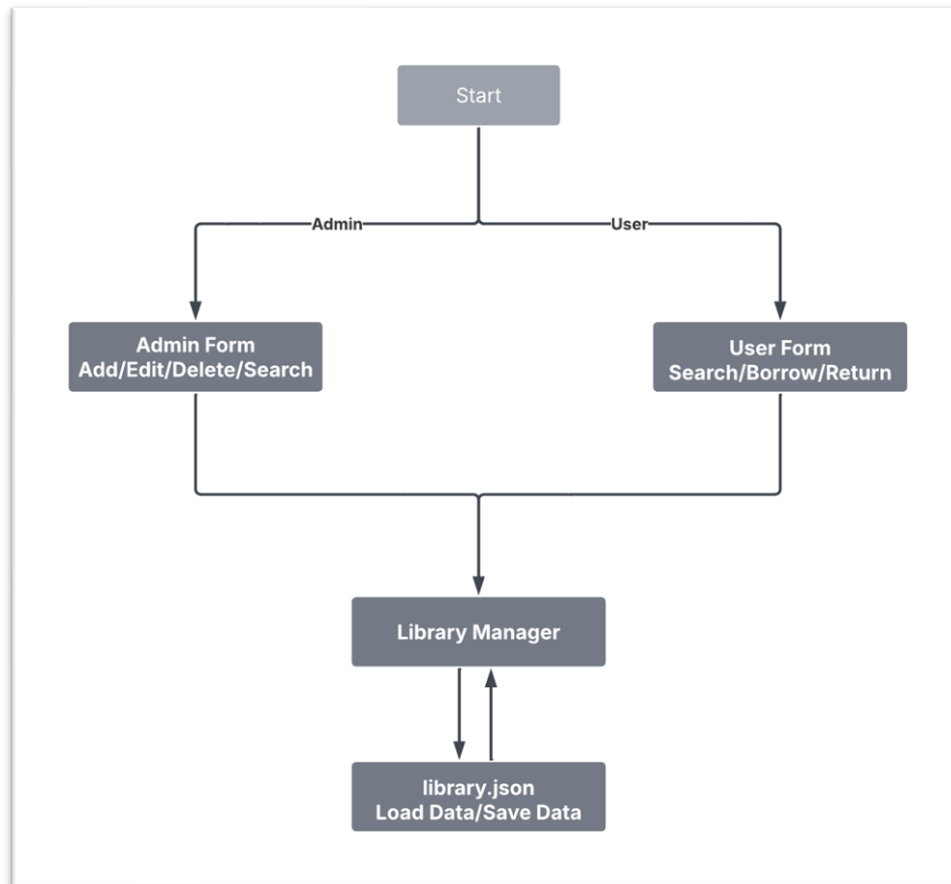 Start
Admin
User
Admin Form
Add/Edit/Delete/Search
User Form
Search/Borrow/Return
Library Manager
library.json
Load Data/Save Data